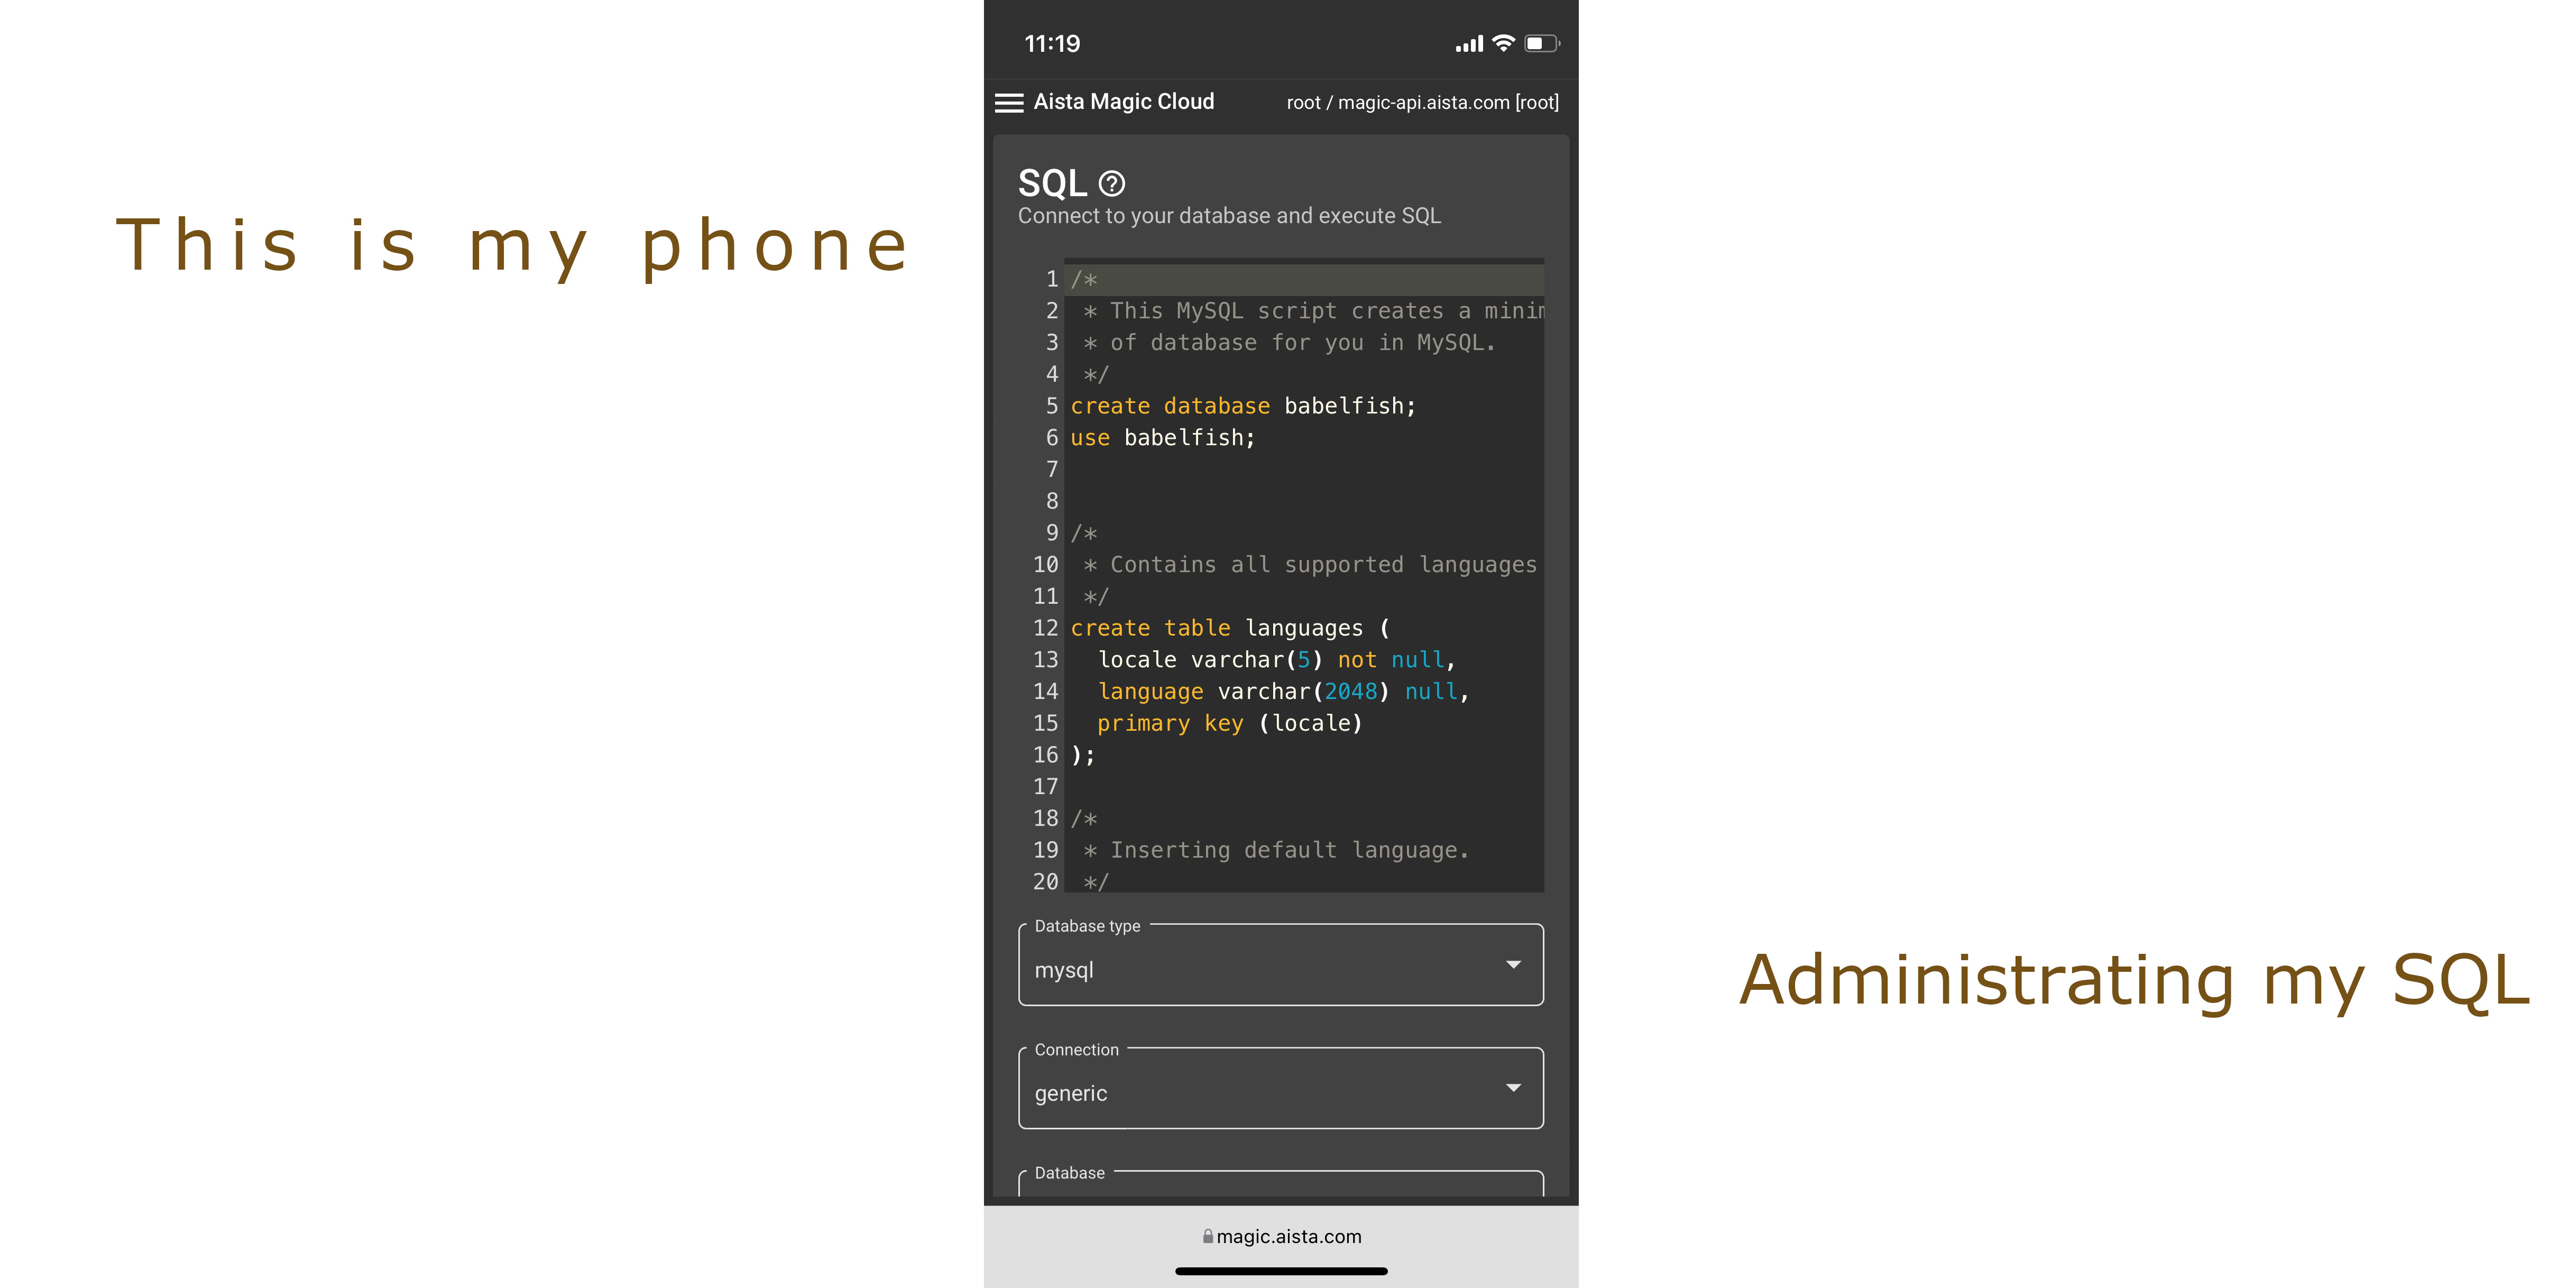 This is my phone
11:19
Aista Magic Cloud root / magic-api.aista.com [root]
SQL ?
Connect to your database and execute SQL
1 /*
2  * This MySQL script creates a
3  * of database for you in MySQL.
4  */
5 create database babelfish;
6 use babelfish;
7
8
9 /*
10  * Contains all supported languages
11  */
12 create table languages (
13   locale varchar(5) not null,
14   language varchar(2048) null,
15   primary key (locale)
16 );
17
18 /*
19  * Inserting default language.
20  */
Database type
mysql
Connection
generic
Database
magic.aista.com
Administrating my SQL